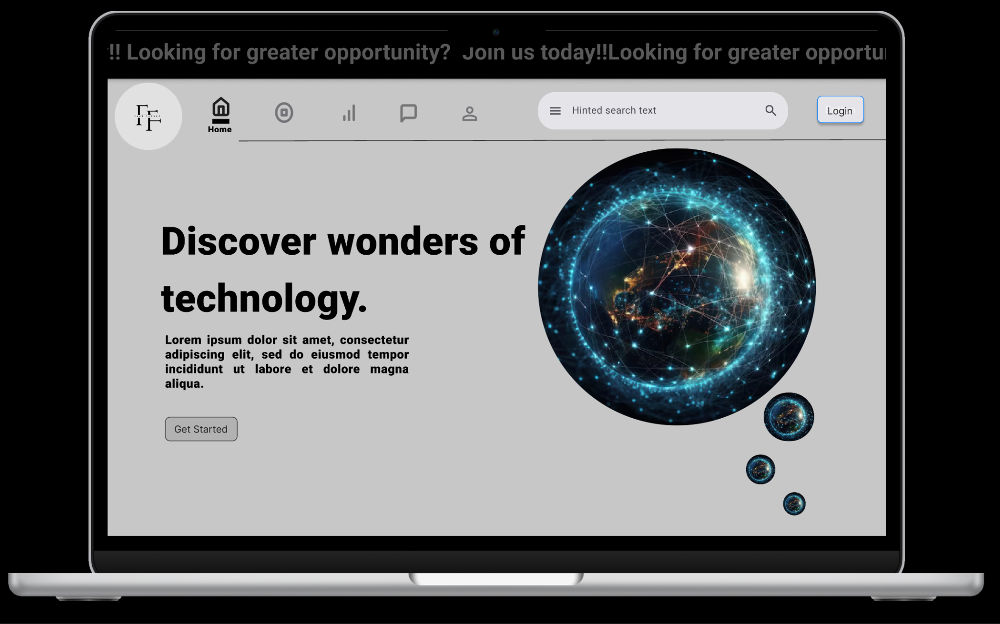 !! Looking for greater opportunity? Join us today!!Looking for greater opportu
FF
Home
Hinted search text
Login
Discover wonders of
technology.
Lorem ipsum dolor sit amet, consectetur
adipiscing elit, sed do eiusmod tempor
incididunt ut labore et dolore magna
aliqua.
Get Started